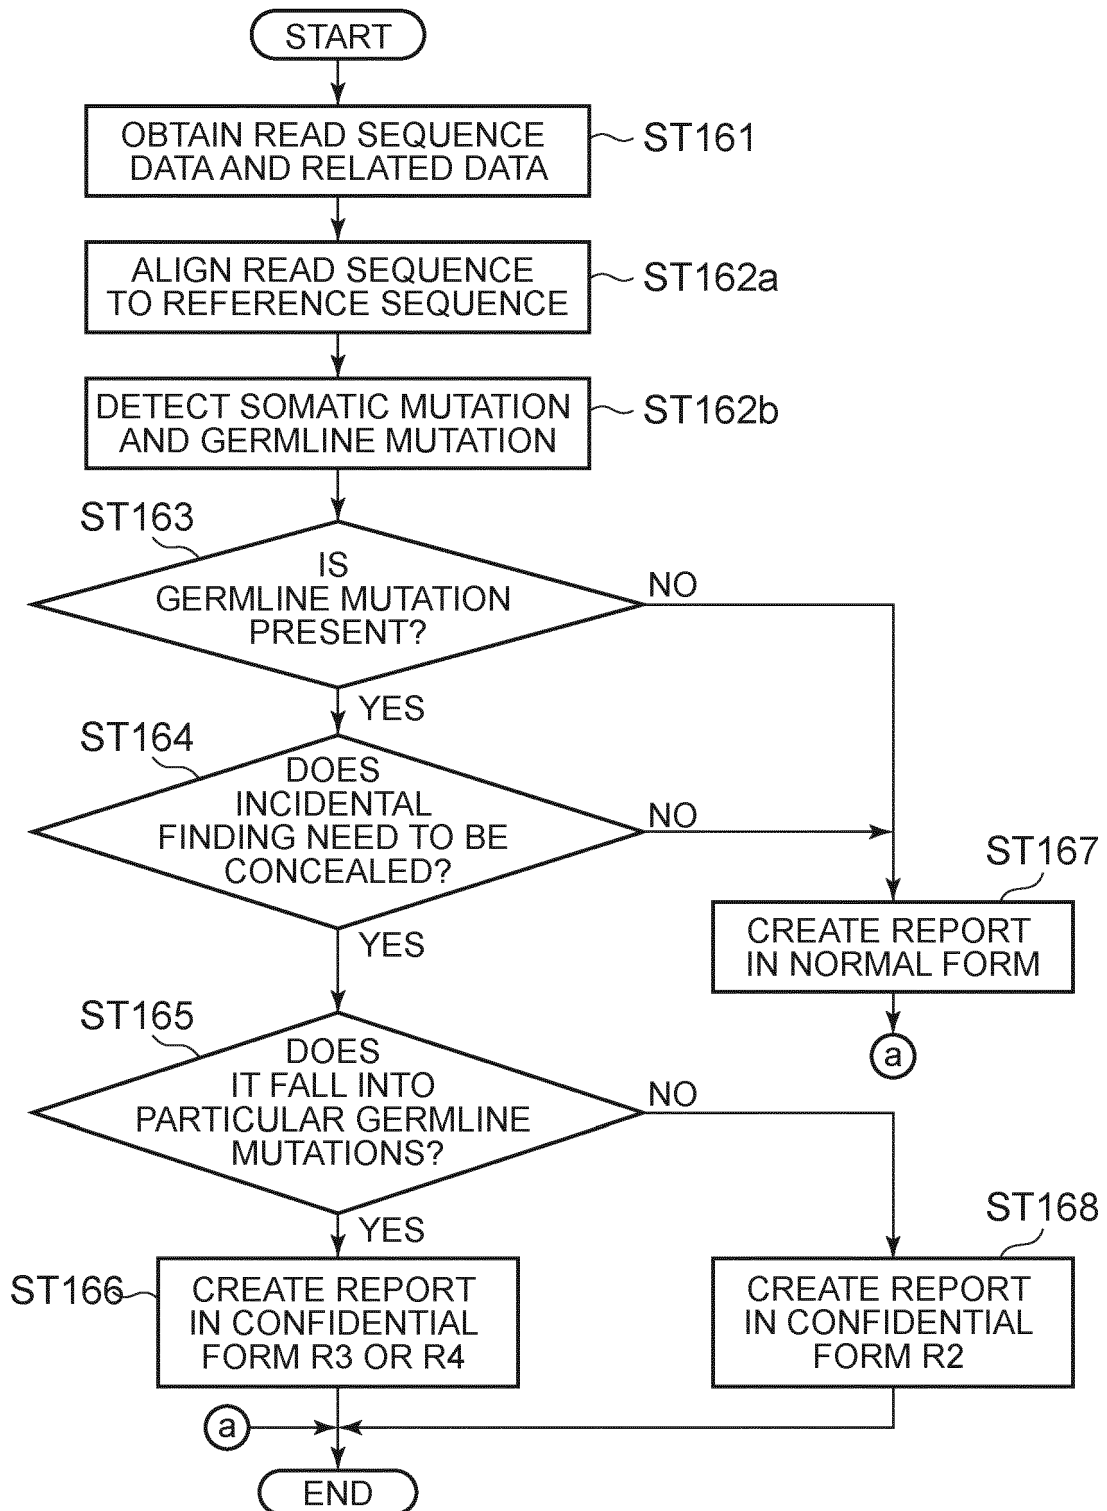 START
OBTAIN READ SEQUENCE
DATA AND RELATED DATA
ST161
ALIGN READ SEQUENCE
TO REFERENCE SEQUENCE
ST162a
DETECT SOMATIC MUTATION
AND GERMLINE MUTATION
ST162b
ST163
IS
GERMLINE MUTATION
PRESENT?
NO
YES
ST164
DOES
INCIDENTAL
FINDING NEED TO BE
CONCEALED?
NO
YES
ST167
CREATE REPORT
IN NORMAL FORM
a
ST165
DOES
IT FALL INTO
PARTICULAR GERMLINE
MUTATIONS?
NO
YES
ST166
CREATE REPORT
IN CONFIDENTIAL
FORM R3 OR R4
ST168
CREATE REPORT
IN CONFIDENTIAL
FORM R2
a
END